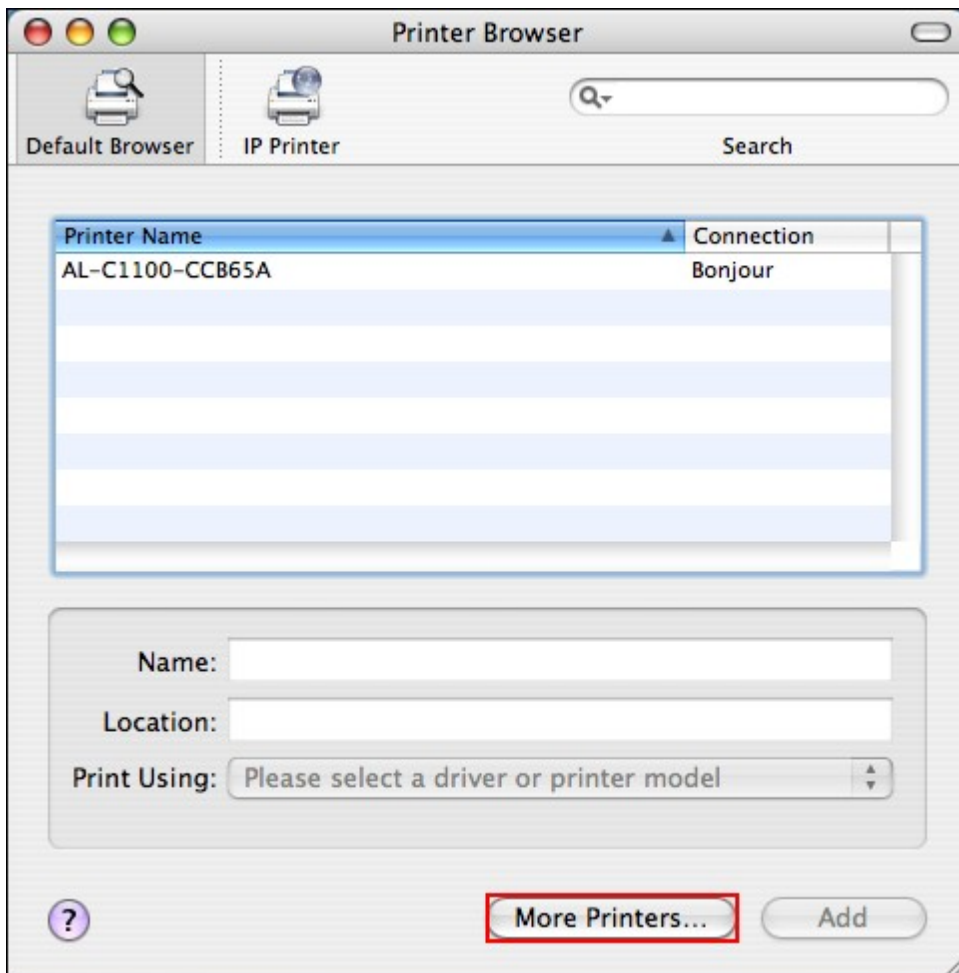 Printer Browser
Default Browser
IP Printer
Search
Printer Name Connection
AL-C1100-CCB65A Bonjour
Name:
Location:
Print Using: Please select a driver or printer model
? More Printers... Add